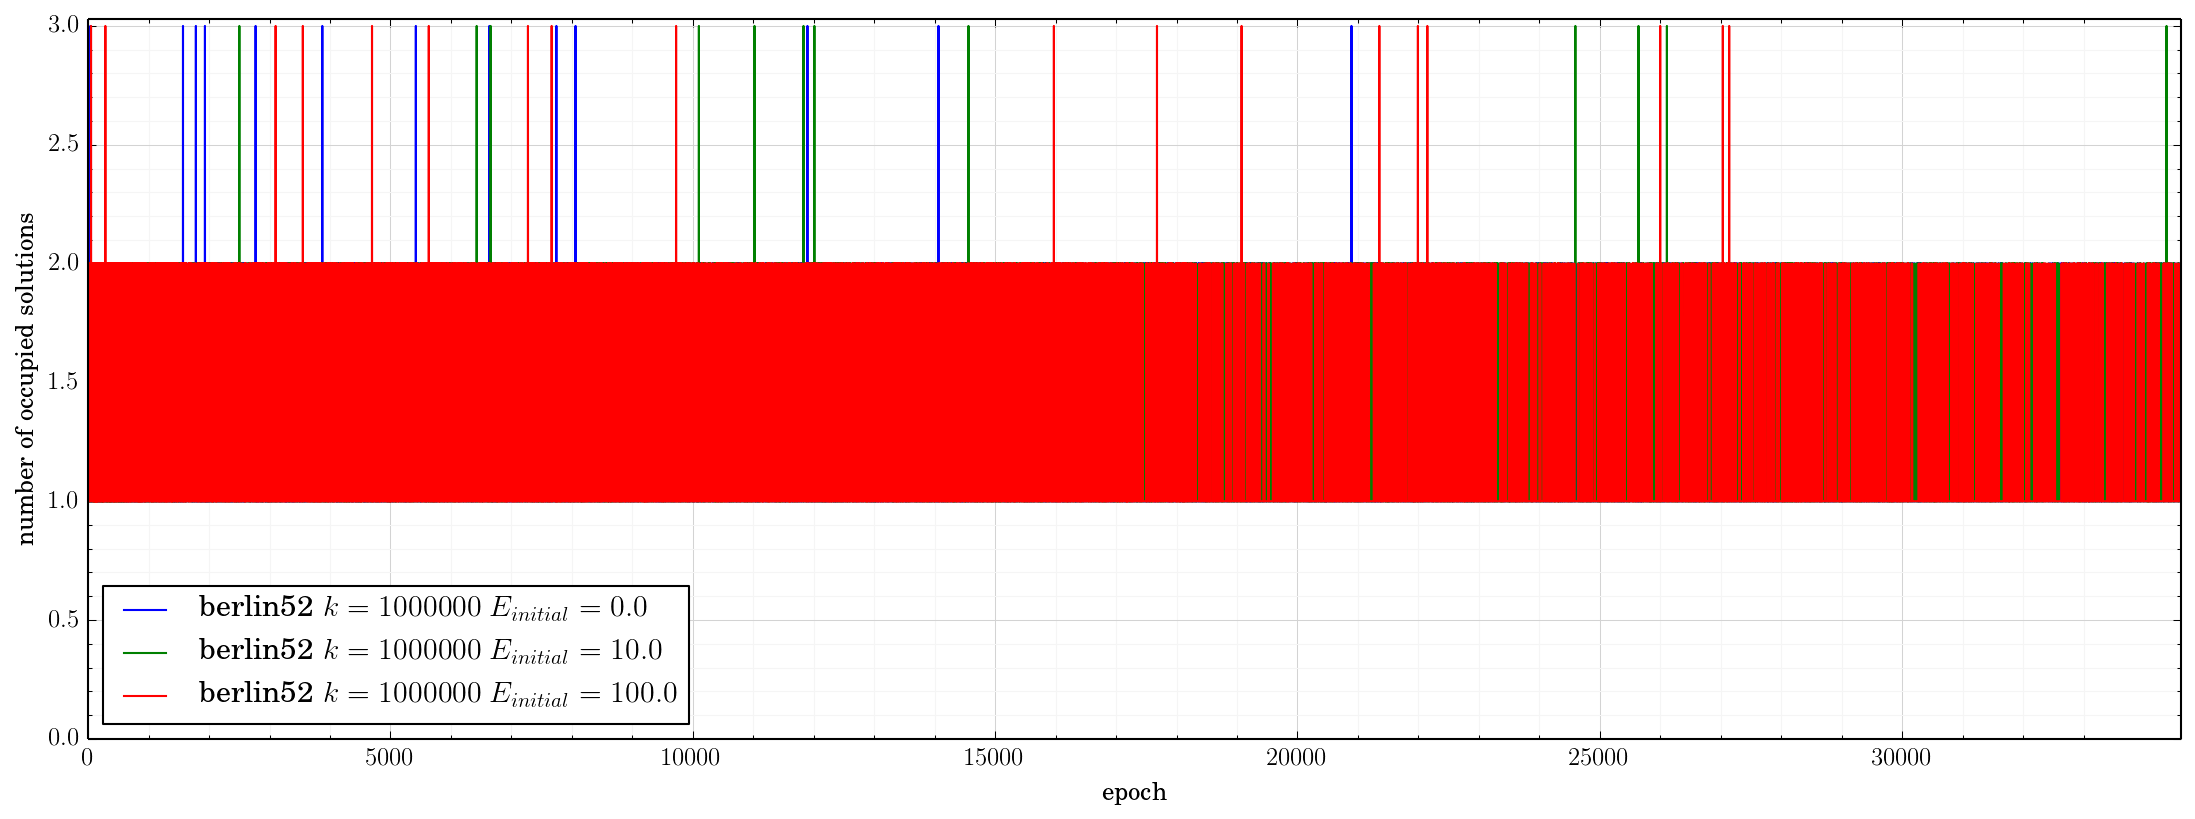 3.0
2.5
2.0
1.5
1.0
0.5
0.0
number of occupied solutions
berlin52 k = 1000000 E_initial = 0.0
berlin52 k = 1000000 E_initial = 10.0
berlin52 k = 1000000 E_initial = 100.0
0 5000 10000 15000 20000 25000 30000
epoch